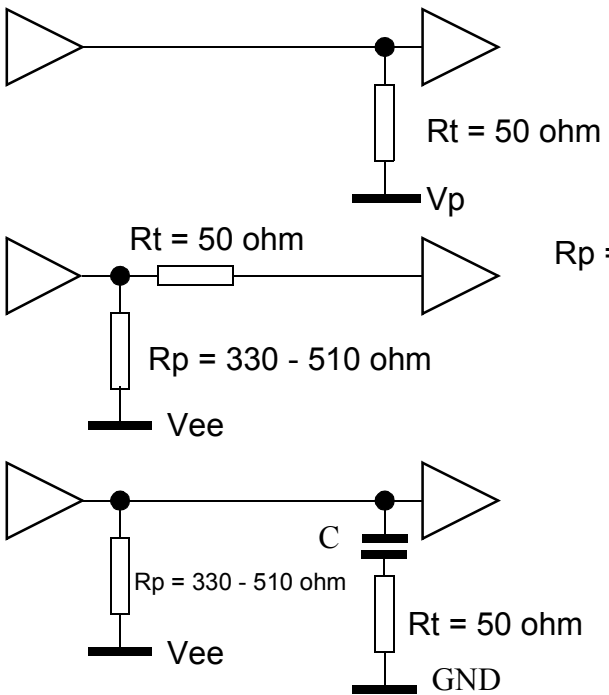 Rt = 50 ohm
Vp
Rt = 50 ohm
Rp =
Rp = 330 - 510 ohm
Vee
C
Rp = 330 - 510 ohm
Rt = 50 ohm
Vee
GND